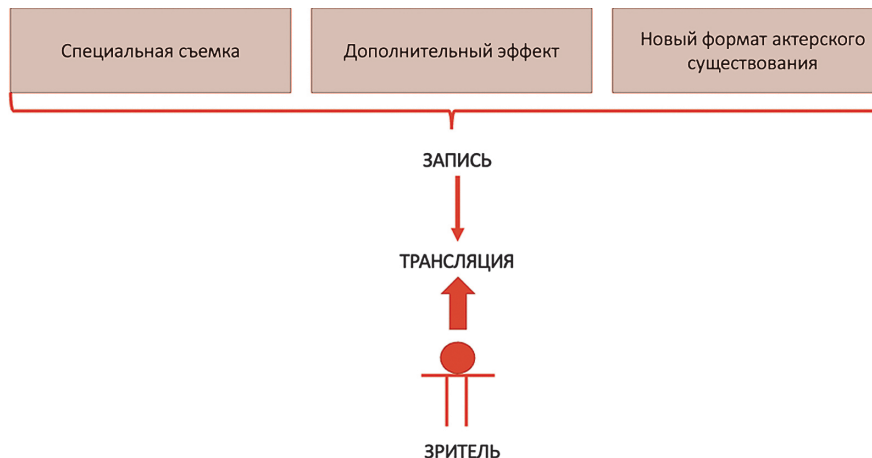 Специальная съемка
Дополнительный эффект
Новый формат актерского
существования
ЗАПИСЬ
ТРАНСЛЯЦИЯ
ЗРИТЕЛЬ